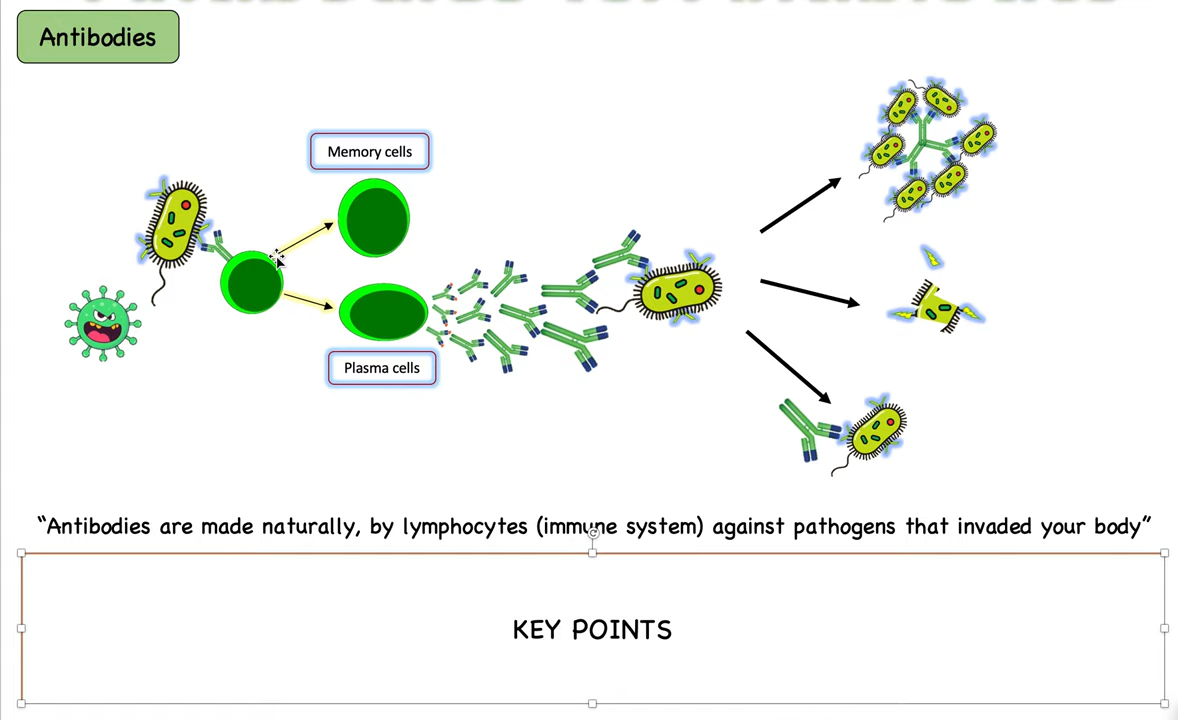 Antibodies
Memory cells
Plasma cells
“Antibodies are made naturally, by lymphocytes (immune system) against pathogens that invaded your body”
KEY POINTS